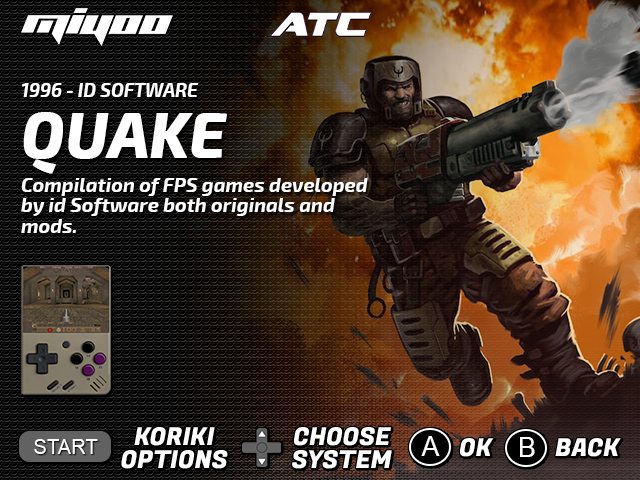 miyoo
ATC
1996 - ID SOFTWARE
QUAKE
Compilation of FPS games developed
by id Software both originals and
mods.
START
KORIKI
OPTIONS
CHOOSE
SYSTEM
A
OK
B
BACK